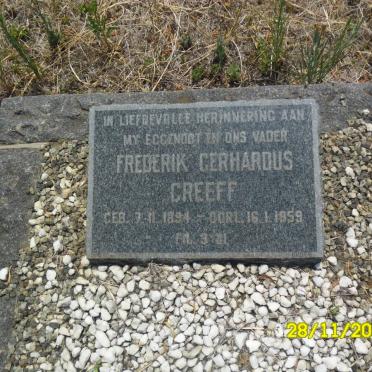 IN LIEFDEVOLLE HERINNERING AAN
MY EGGENOOT EN ONS VADER
FREDERIK GERHARDUS
GREEFF
GEB. 7.11.1894 - OORL. 16.1.1959
28/11/20